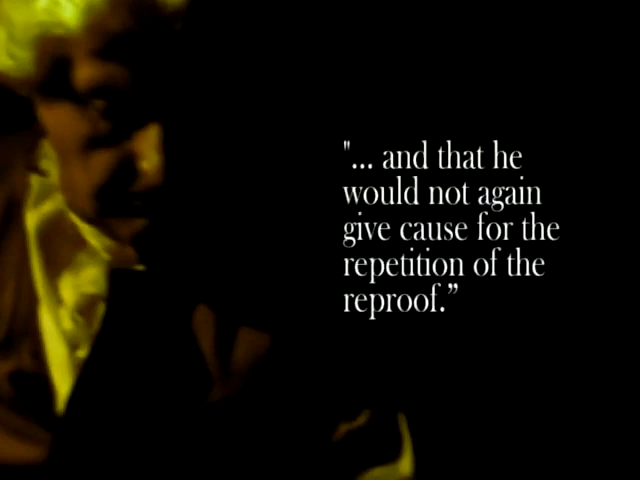 "... and that he
would not again
give cause for the
repetition of the
reproof.”